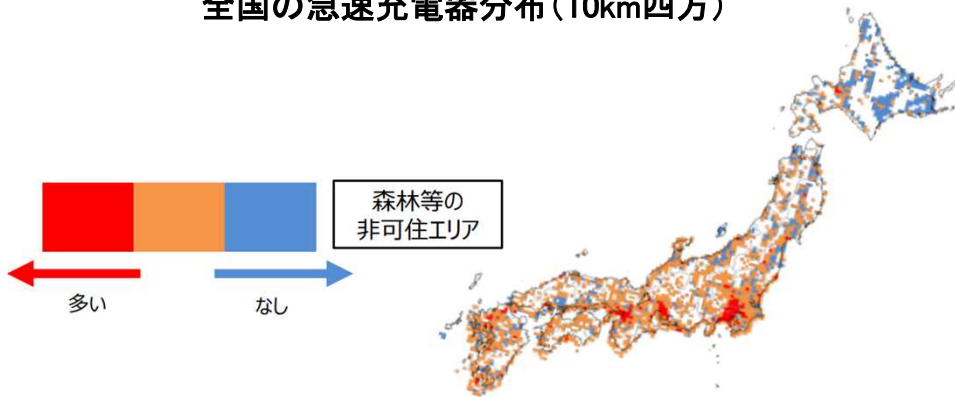 全国の急速充電器分布（10km四方）
森林等の
非可住エリア
多い
なし